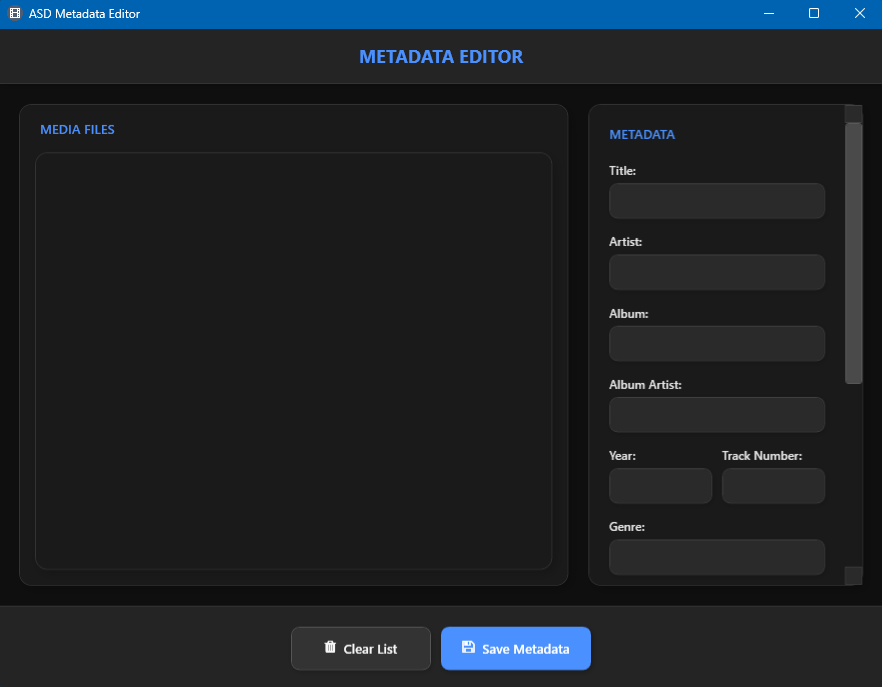 ASD Metadata Editor
METADATA EDITOR
MEDIA FILES
METADATA
Title:
Artist:
Album:
Album Artist:
Year: Track Number:
Genre:
Clear List Save Metadata